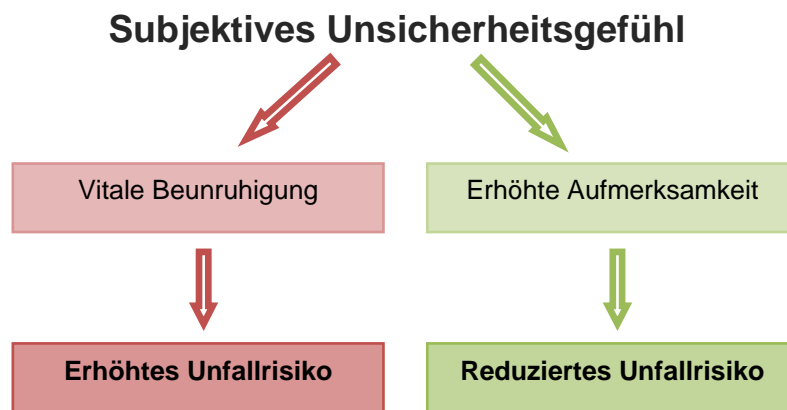 Subjektives Unsicherheitsgefühl
Vitale Beunruhigung
Erhöhte Aufmerksamkeit
Erhöhtes Unfallrisiko
Reduziertes Unfallrisiko